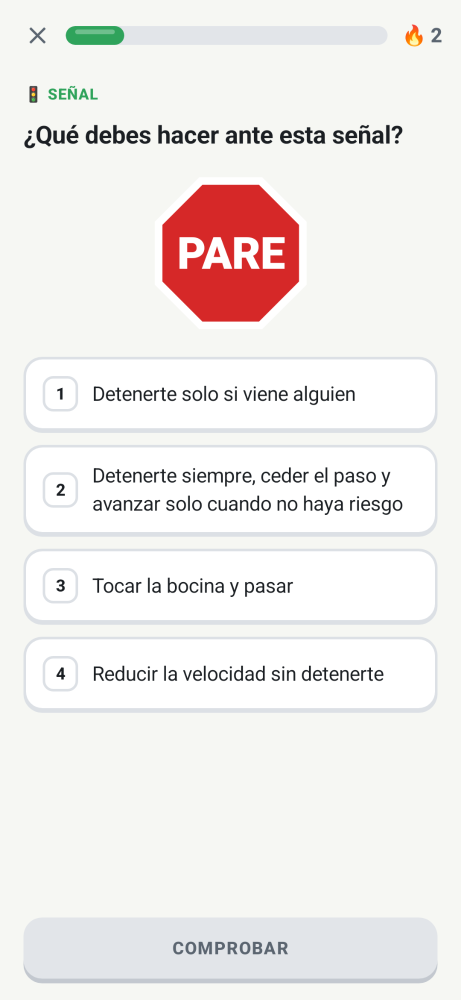 2
SEÑAL
¿Qué debes hacer ante esta señal?
PARE
1 Detenerte solo si viene alguien
2 Detenerte siempre, ceder el paso y
avanzar solo cuando no haya riesgo
3 Tocar la bocina y pasar
4 Reducir la velocidad sin detenerte
COMPROBAR